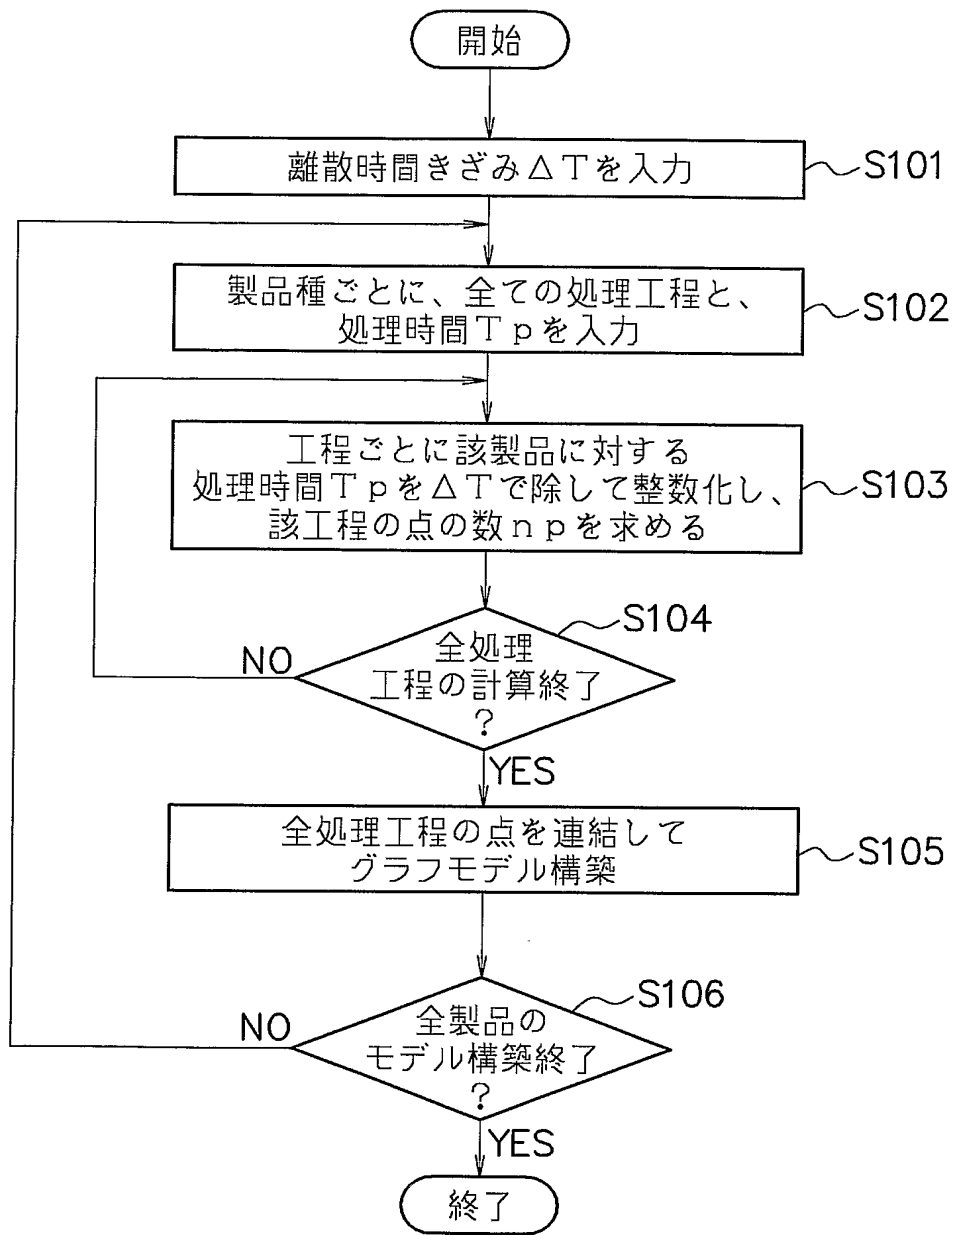 開始
離散時間きざみ△Tを入力
S101
製品種ごとに、全ての処理工程と、
処理時間Tpを入力
S102
工程ごとに該製品に対する
処理時間Tpを△Tで除して整数化し、
該工程の点の数npを求める
S103
S104
全処理
工程の計算終了
?
NO
YES
全処理工程の点を連結して
グラフモデル構築
S105
S106
全製品の
モデル構築終了
?
NO
YES
終了